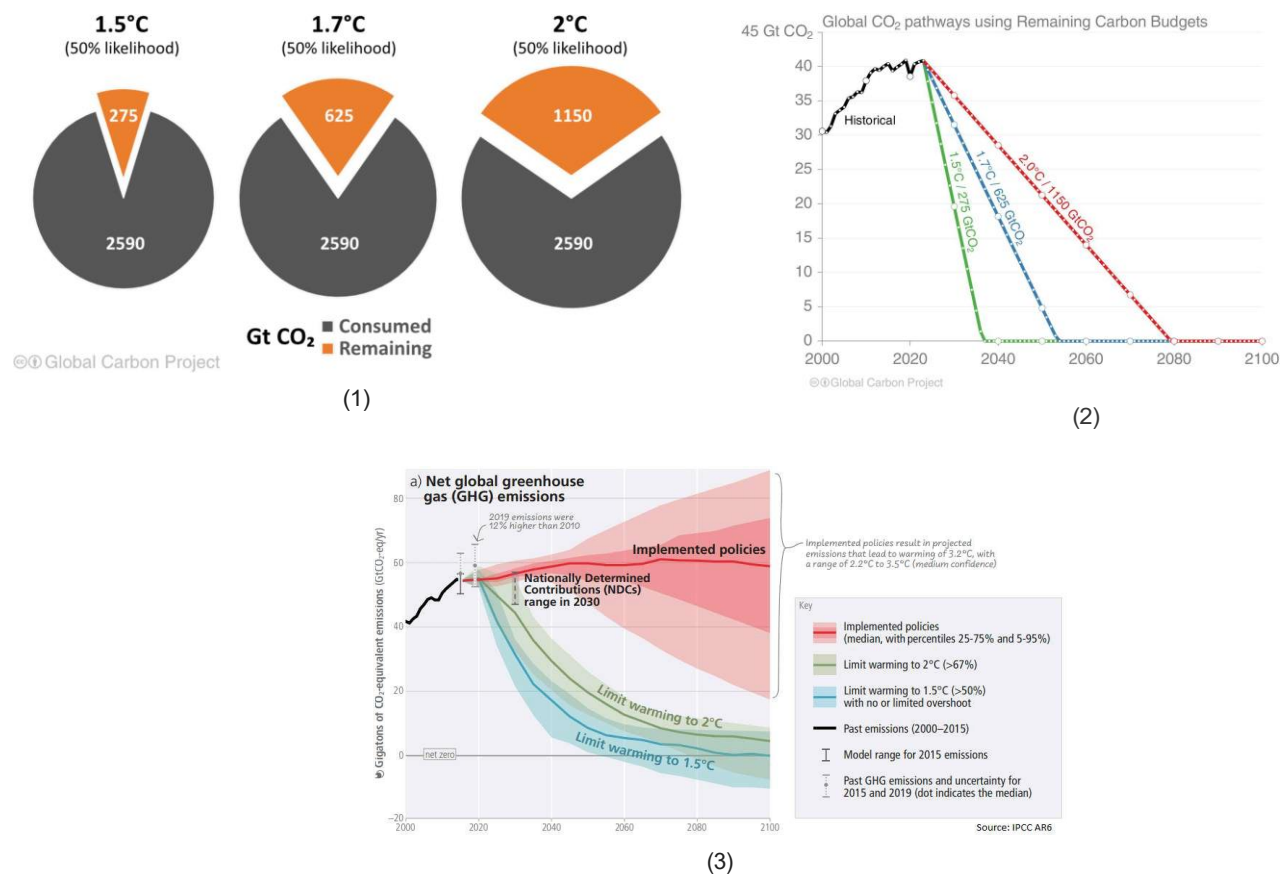 1.5°C
(50% likelihood)
275
2590
1.7°C
(50% likelihood)
625
2590
2°C
(50% likelihood)
1150
2590
Gt CO₂
Consumed
Remaining
Global Carbon Project
(1)
Global CO₂ pathways using Remaining Carbon Budgets
45 Gt CO₂
40
35
30
25
20
15
10
5
0
Historical
1.5°C / 275 GtCO₂
1.7°C / 625 GtCO₂
2.0°C / 1150 GtCO₂
2000
2020
2040
2060
2080
2100
Global Carbon Project
(2)
a) Net global greenhouse
gas (GHG) emissions
Gigatons of CO₂-equivalent emissions (GtCO₂-eq/yr)
80
60
40
20
0
−20
2019 emissions were
12% higher than 2010
Implemented policies
Nationally Determined
Contributions (NDCs)
range in 2030
Limit warming to 2°C
Limit warming to 1.5°C
net zero
2000
2020
2040
2060
2080
2100
Implemented policies result in projected
emissions that lead to warming of 3.2°C, with
a range of 2.2°C to 3.5°C (medium confidence)
Key
Implemented policies
(median, with percentiles 25-75% and 5-95%)
Limit warming to 2°C (>67%)
Limit warming to 1.5°C (>50%)
with no or limited overshoot
Past emissions (2000–2015)
Model range for 2015 emissions
Past GHG emissions and uncertainty for
2015 and 2019 (dot indicates the median)
Source: IPCC AR6
(3)